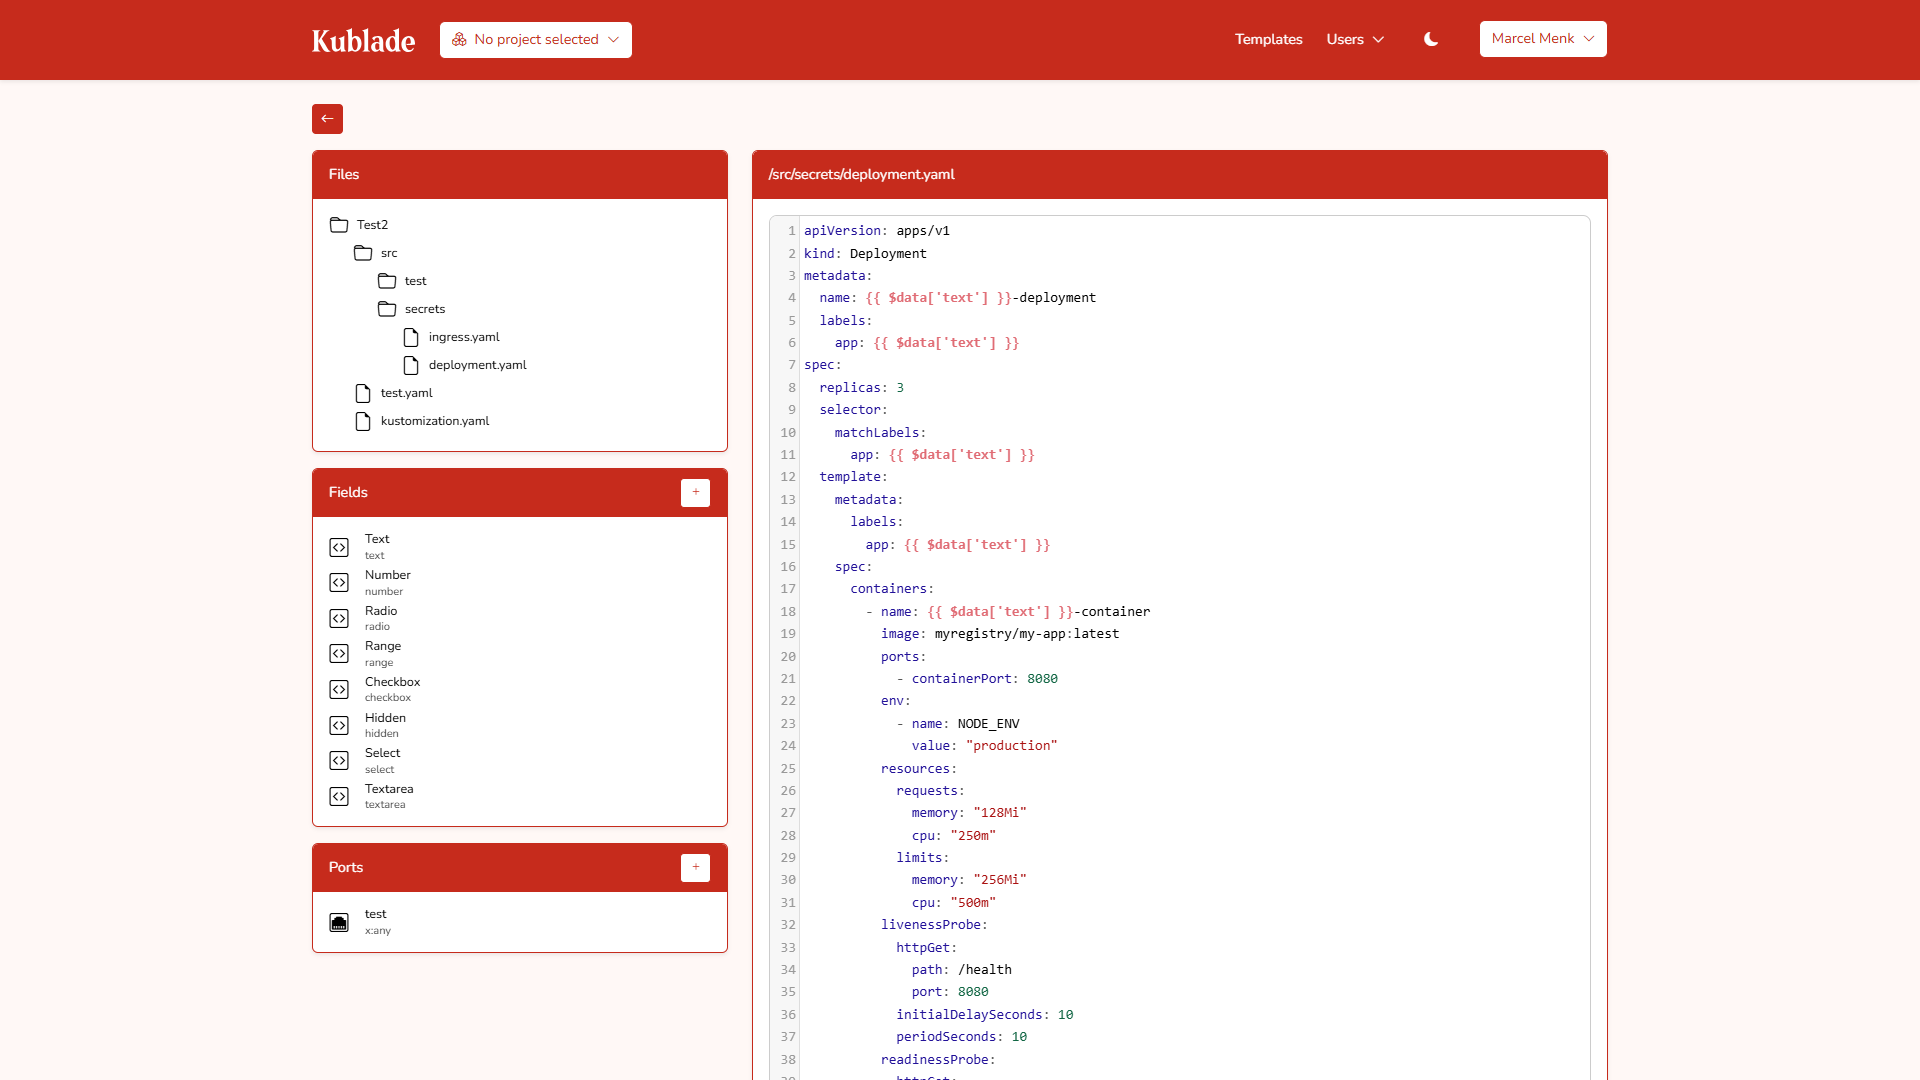 Kublade
No project selected
Templates
Users
Marcel Menk
Files
Test2
src
test
secrets
ingress.yaml
deployment.yaml
test.yaml
kustomization.yaml
Fields
+
Text
text
Number
number
Radio
radio
Range
range
Checkbox
checkbox
Hidden
hidden
Select
select
Textarea
textarea
Ports
+
test
x:any
/src/secrets/deployment.yaml
1 apiVersion: apps/v1
2 kind: Deployment
3 metadata:
4   name: {{ $data['text'] }}-deployment
5   labels:
6     app: {{ $data['text'] }}
7 spec:
8   replicas: 3
9   selector:
10     matchLabels:
11       app: {{ $data['text'] }}
12   template:
13     metadata:
14       labels:
15         app: {{ $data['text'] }}
16     spec:
17       containers:
18         - name: {{ $data['text'] }}-container
19           image: myregistry/my-app:latest
20           ports:
21             - containerPort: 8080
22           env:
23             - name: NODE_ENV
24               value: "production"
25           resources:
26             requests:
27               memory: "128Mi"
28               cpu: "250m"
29             limits:
30               memory: "256Mi"
31               cpu: "500m"
32           livenessProbe:
33             httpGet:
34               path: /health
35               port: 8080
36             initialDelaySeconds: 10
37             periodSeconds: 10
38           readinessProbe:
39             httpGet: